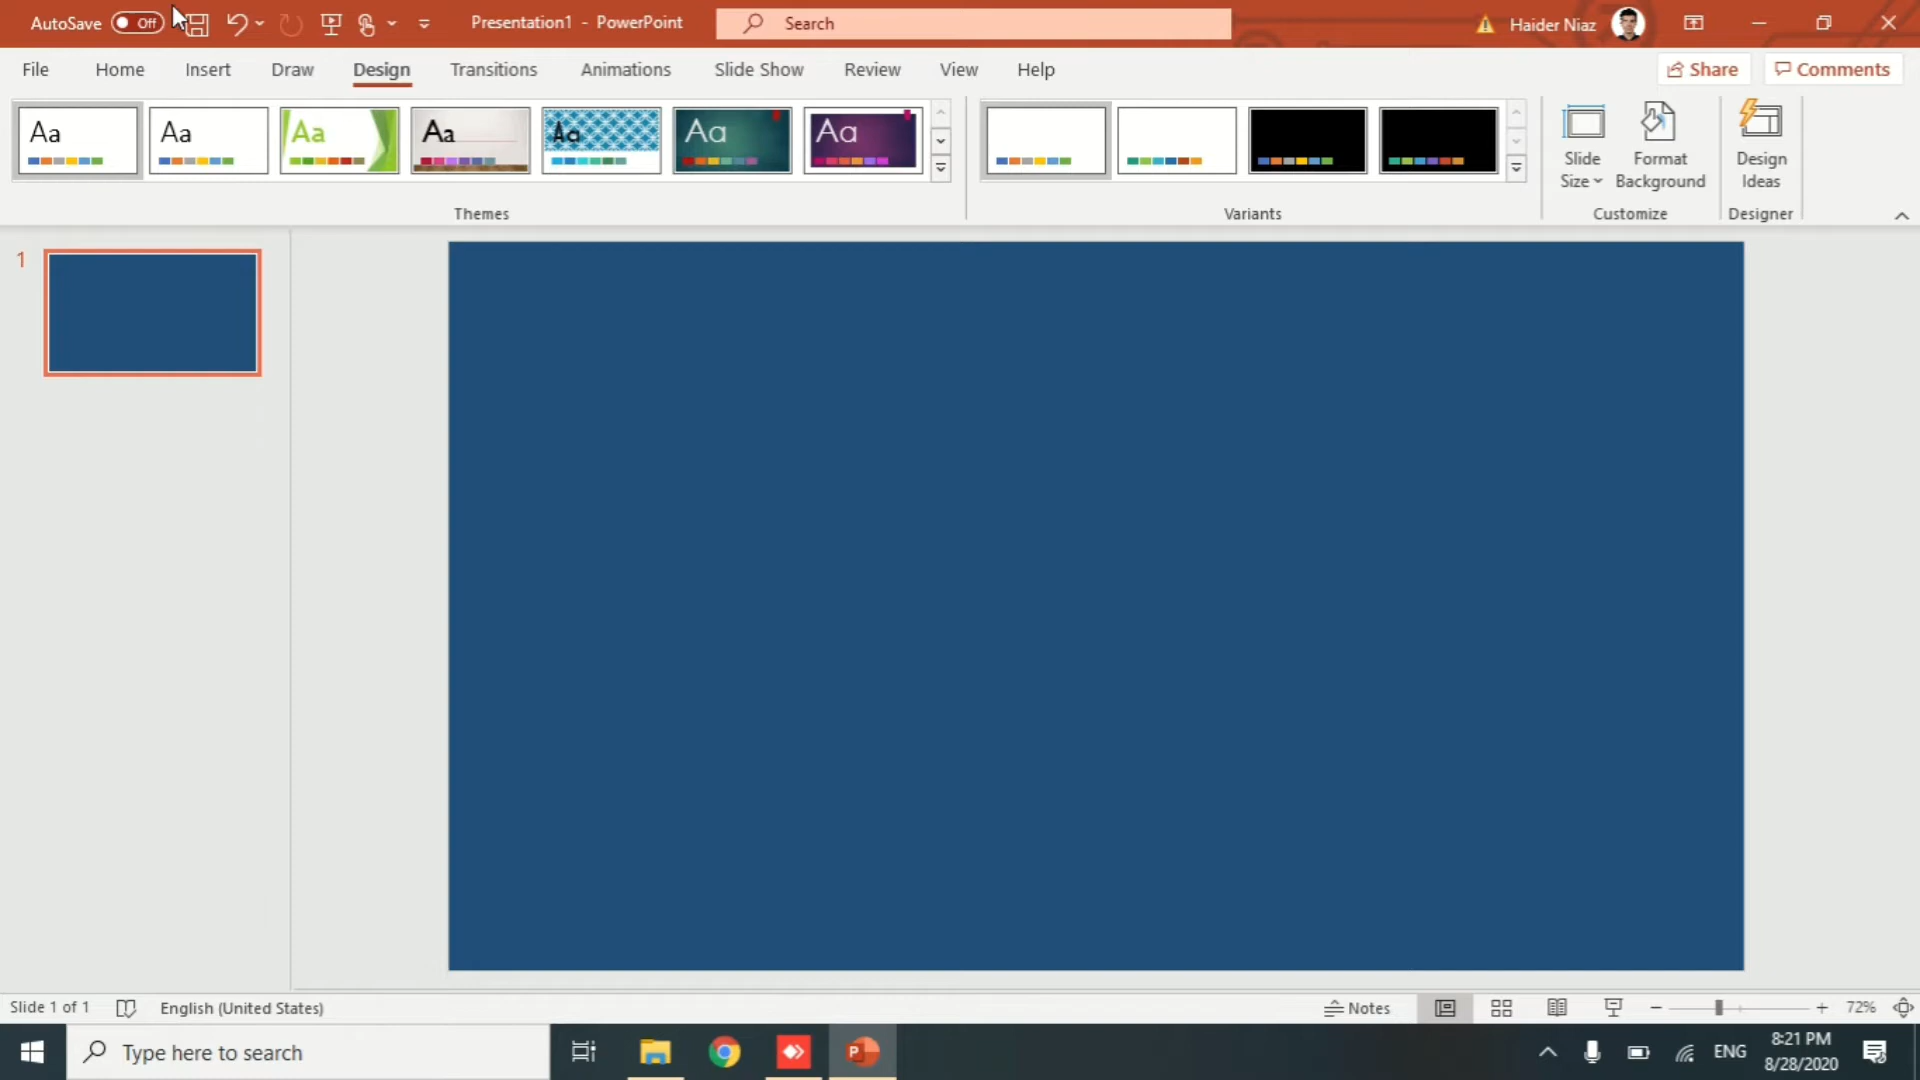 AutoSave Off Presentation1 - PowerPoint Search Haider Niaz
File Home Insert Draw Design Transitions Animations Slide Show Review View Help Share Comments
Aa Aa Aa Aa Aa Aa Aa
Slide Size Format Background Design Ideas
Themes Variants Customize Designer
1
Slide 1 of 1 English (United States) Notes 72%
Type here to search ENG 8:21 PM
8/28/2020